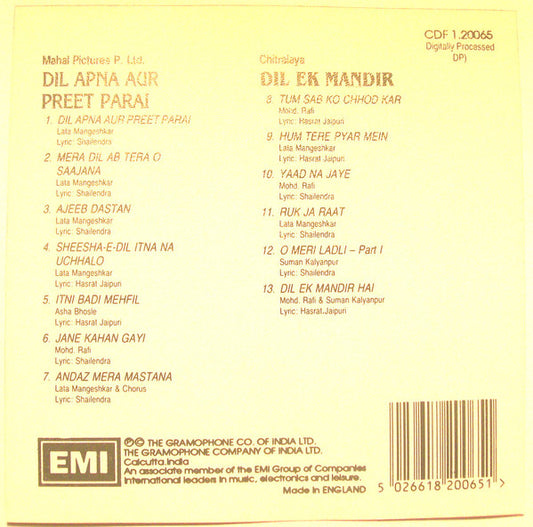 CDF 1.20065
Digitally Processed
DP)
Mahal Pictures P. Ltd.
DIL APNA AUR
PREET PARAI
1. DIL APNA AUR PREET PARAI
Lata Mangeshkar
Lyric: Shailendra
2. MERA DIL AB TERA O
SAAJANA
Lata Mangeshkar
Lyric: Shailendra
3. AJEEB DASTAN
Lata Mangeshkar
Lyric: Shailendra
4. SHEESHA-E-DIL ITNA NA
UCHHALO
Lata Mangeshkar
Lyric: Hasrat Jaipuri
5 ITNI BADI MEHFIL
Asha Bhosle
Lyric: Hasrat Jaipuri
6. JANE KAHAN GAYI
Mohd. Rafi
Lyric: Shailendra
7. ANDAZ MERA MASTANA
Lata Mangeshkar & Chorus
Lyric: Shailendra
Chitralaya
DIL EK MANDIR
8. TUM SAB KO CHHOD KAR
Mohd. Rafi
Lyric: Hasrat Jaipuri
9. HUM TERE PYAR MEIN
Lata Mangeshkar
Lyric: Hasrat Jaipuri
10. YAAD NA JAYE
Mohd. Rafi
Lyric: Shailendra
11. RUK JA RAAT
Lata Mangeshkar
Lyric: Shailendra
12. O MERI LADLI – Part I
Suman Kalyanpur
Lyric: Shailendra
13. DIL EK MANDIR HAI
Mohd. Rafi & Suman Kalyanpur
Lyric: Hasrat Jaipuri
EMI
℗© THE GRAMOPHONE CO. OF INDIA LTD.
THE GRAMOPHONE COMPANY OF INDIA LTD.
Calcutta.India
An associate member of the EMI Group of Companies
International leaders in music, electronics and leisure.
Made in ENGLAND
5 026618 200651 >